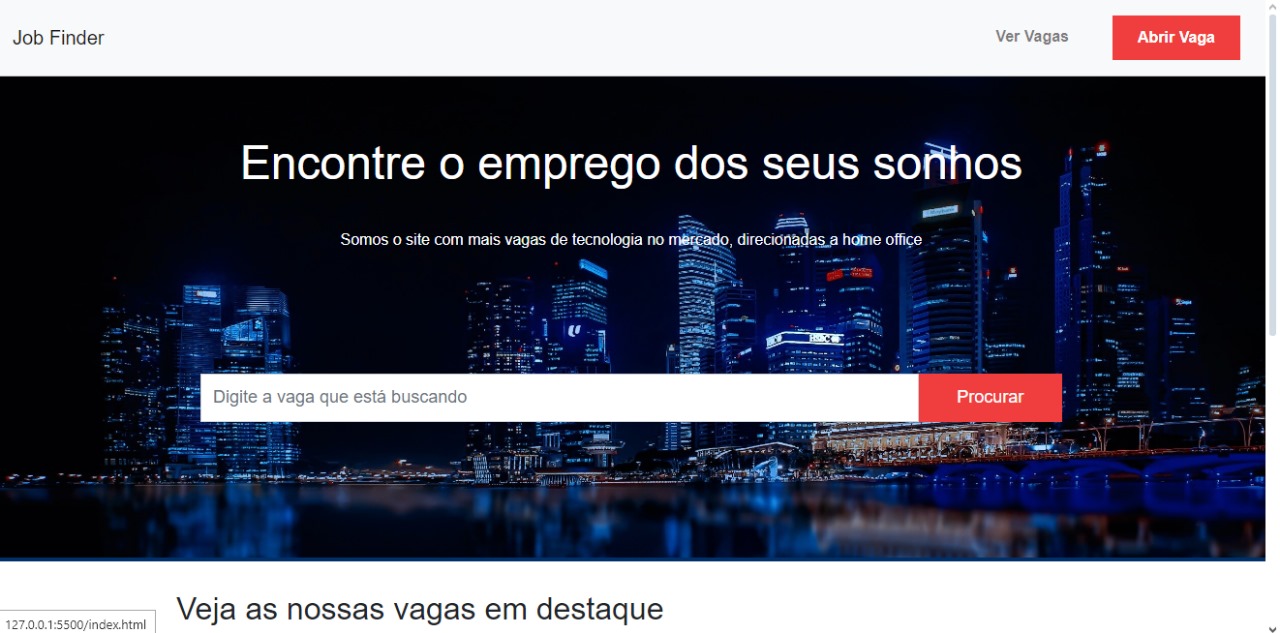 Job Finder
Ver Vagas
Abrir Vaga
Encontre o emprego dos seus sonhos
Somos o site com mais vagas de tecnologia no mercado, direcionadas a home office
HSBC
Digite a vaga que está buscando
Procurar
Veja as nossas vagas em destaque
127.0.0.1:5500/index.html